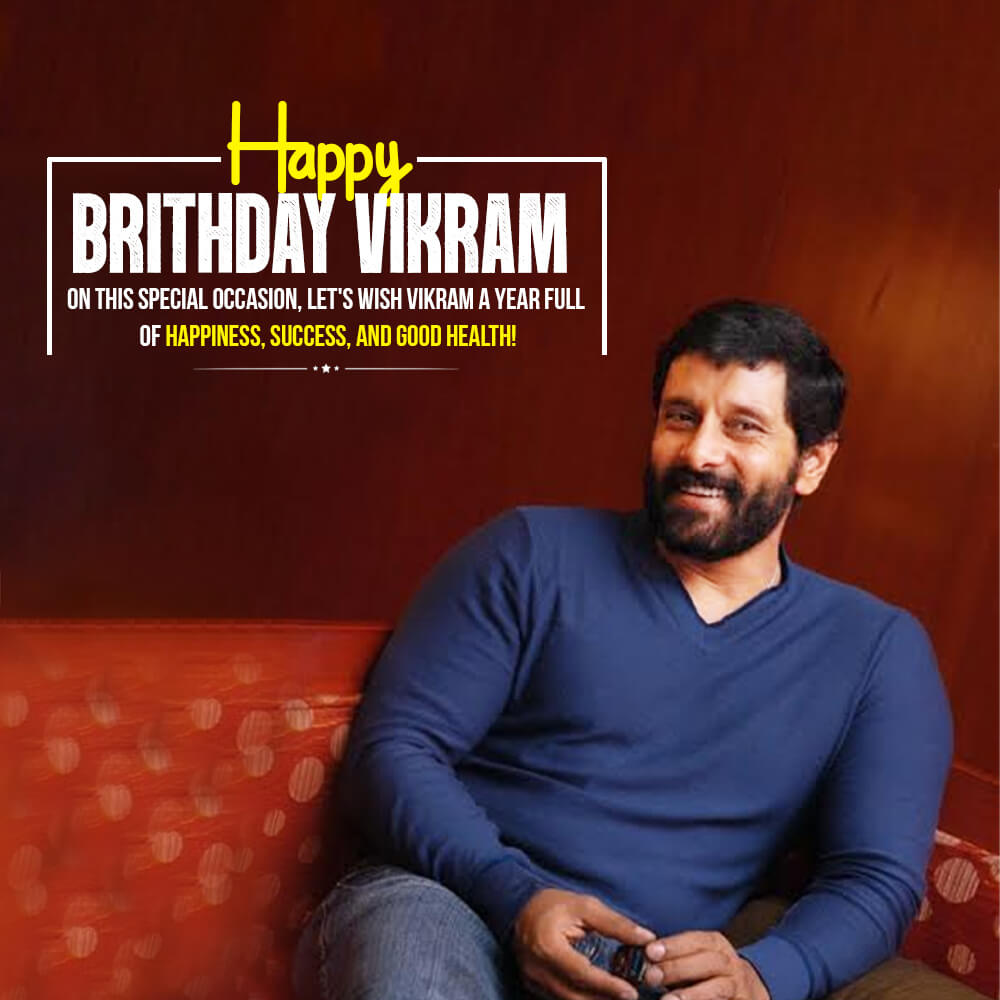 Happy
BRITHDAY VIKRAM
ON THIS SPECIAL OCCASION, LET'S WISH VIKRAM A YEAR FULL
OF HAPPINESS, SUCCESS, AND GOOD HEALTH!